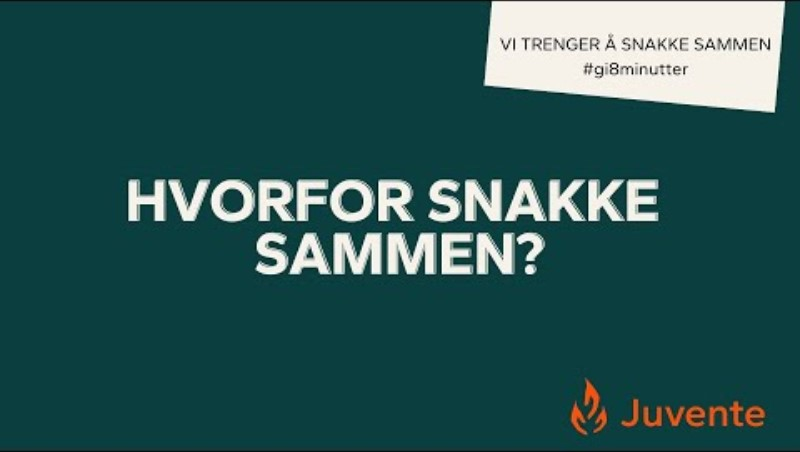 VI TRENGER Å SNAKKE SAMMEN
#gi8minutter
HVORFOR SNAKKE
SAMMEN?
Juvente